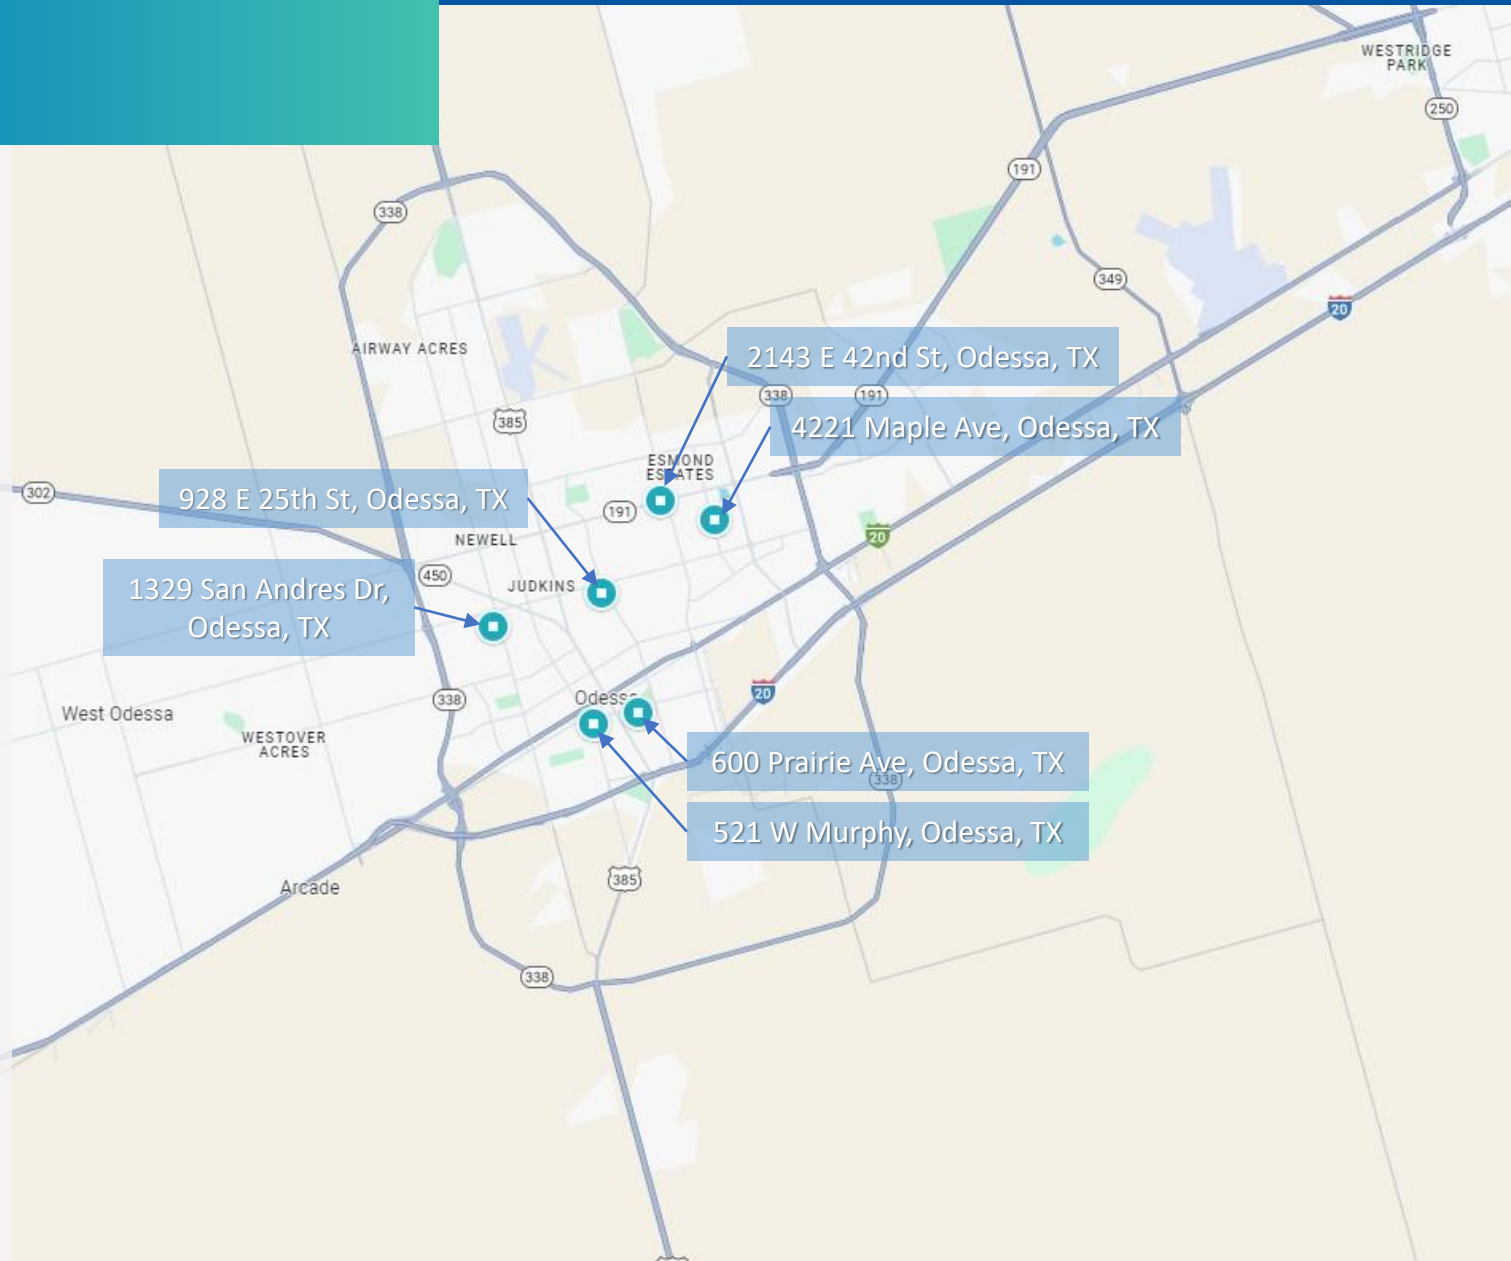 WESTRIDGE
PARK
250
191
338
349
20
AIRWAY ACRES
2143 E 42nd St, Odessa, TX
338
191
385
4221 Maple Ave, Odessa, TX
ESMOND
ESTATES
302
928 E 25th St, Odessa, TX
191
20
NEWELL
450
JUDKINS
1329 San Andres Dr,
Odessa, TX
338
20
Odessa
West Odessa
WESTOVER
ACRES
600 Prairie Ave, Odessa, TX
338
521 W Murphy, Odessa, TX
385
Arcade
338